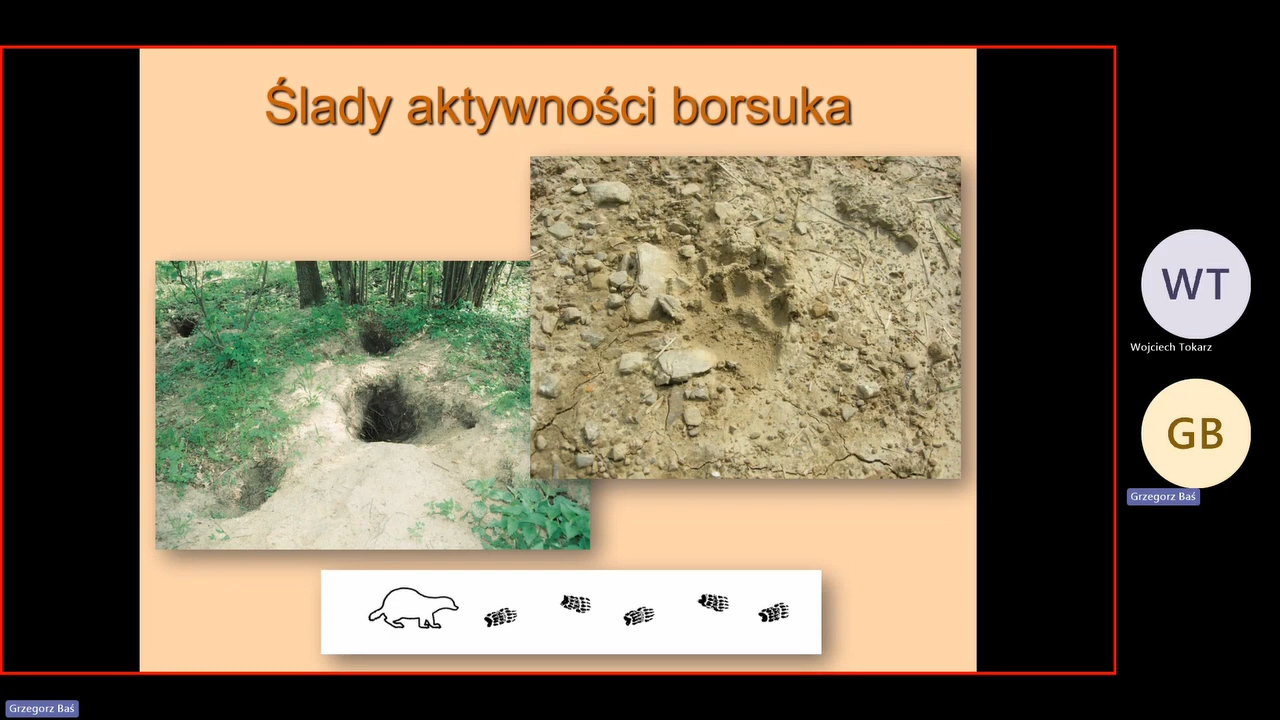 Ślady aktywności borsuka
WT
Wojciech Tokarz
GB
Grzegorz Baś
Grzegorz Baś